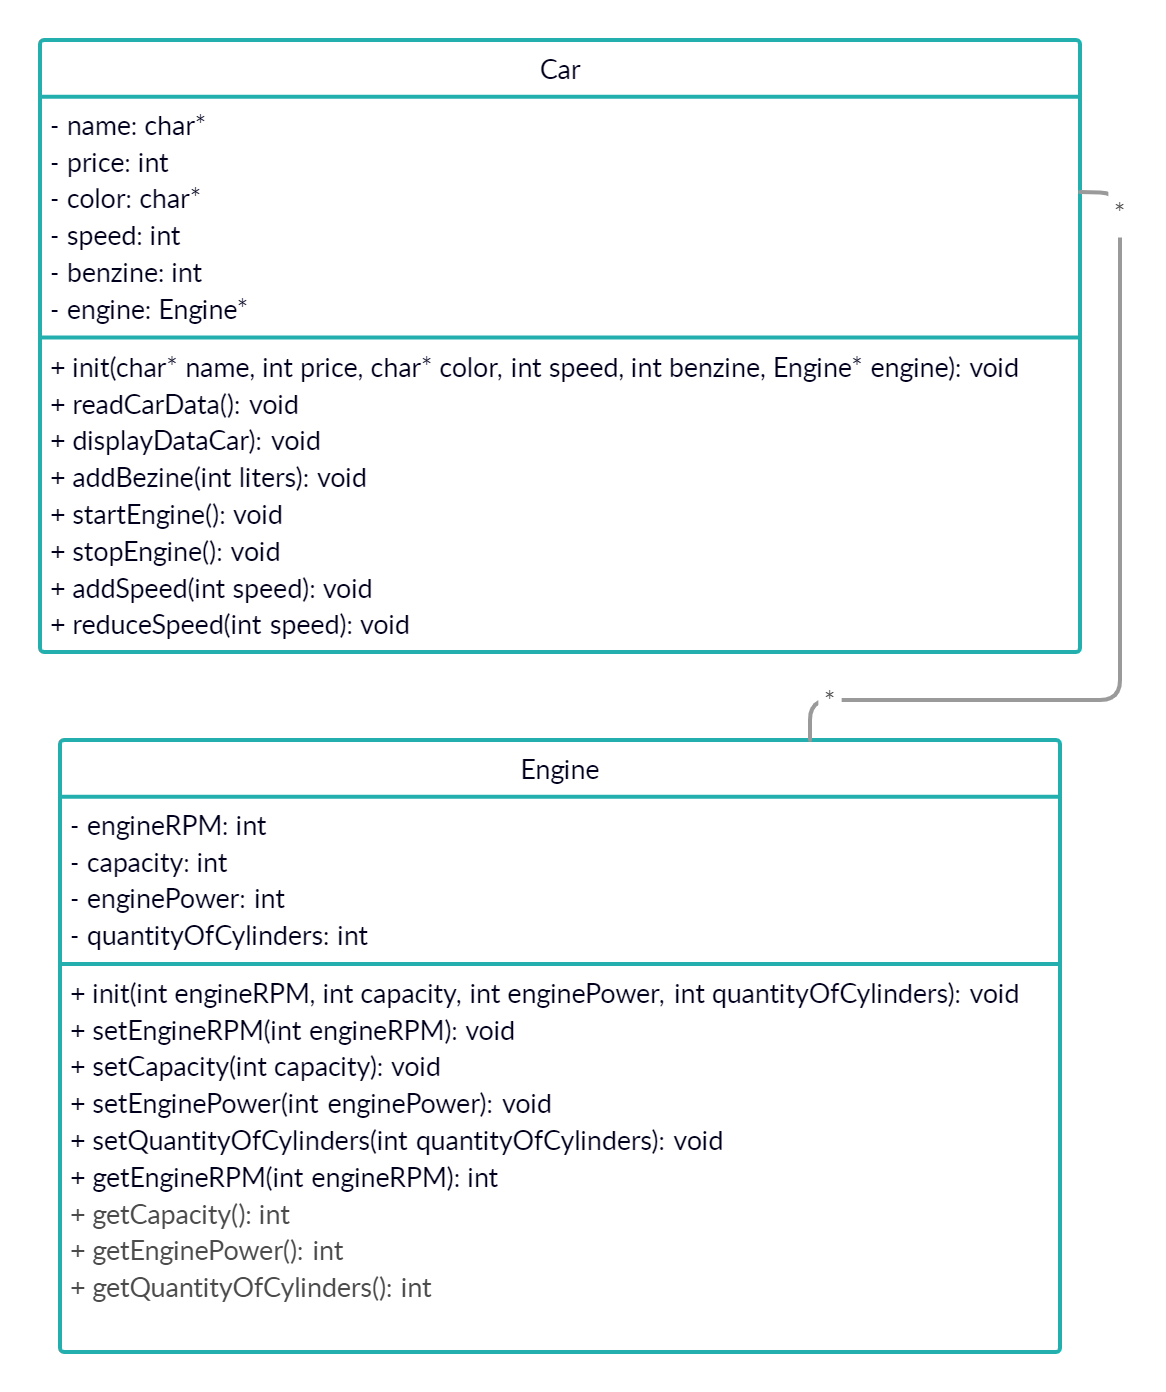 Car
- name: char*
- price: int
- color: char*
- speed: int
- benzine: int
- engine: Engine*
+ init(char* name, int price, char* color, int speed, int benzine, Engine* engine): void
+ readCarData(): void
+ displayDataCar): void
+ addBezine(int liters): void
+ startEngine(): void
+ stopEngine(): void
+ addSpeed(int speed): void
+ reduceSpeed(int speed): void
*
*
Engine
- engineRPM: int
- capacity: int
- enginePower: int
- quantityOfCylinders: int
+ init(int engineRPM, int capacity, int enginePower, int quantityOfCylinders): void
+ setEngineRPM(int engineRPM): void
+ setCapacity(int capacity): void
+ setEnginePower(int enginePower): void
+ setQuantityOfCylinders(int quantityOfCylinders): void
+ getEngineRPM(int engineRPM): int
+ getCapacity(): int
+ getEnginePower(): int
+ getQuantityOfCylinders(): int